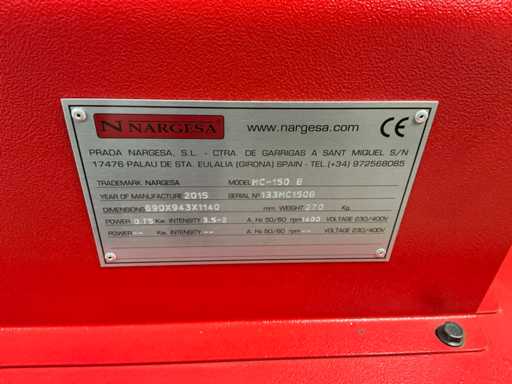 N NARGESA www.nargesa.com CE
PRADA NARGESA, S.L. - CTRA. DE GARRIGAS A SANT MIQUEL S/N
17476 PALAU DE STA. EULALIA (GIRONA) SPAIN - TEL.(+34) 972568085
TRADEMARK NARGESA MODEL MC-150 B
YEAR OF MANUFACTURE 2015 SERIAL Nº 133MC150B
DIMENSIONS 690X943X1140 mm. WEIGHT 270 Kg.
POWER 0.75 Kw. INTENSITY 3.5-2 A. Hz 50/60 rpm 1400 VOLTAGE 230/400V
POWER -- Kw. INTENSITY -- A. Hz 50/60 rpm -- VOLTAGE 230/400V